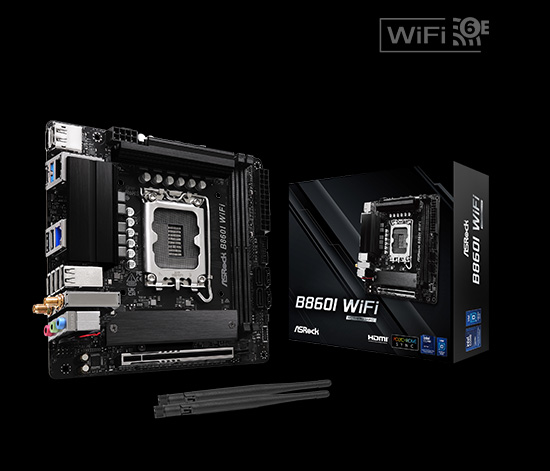 WiFi 6E
ASRock B860I WiFi
ASRock
B860I WiFi
B860I WiFi
ASRock
HDMI